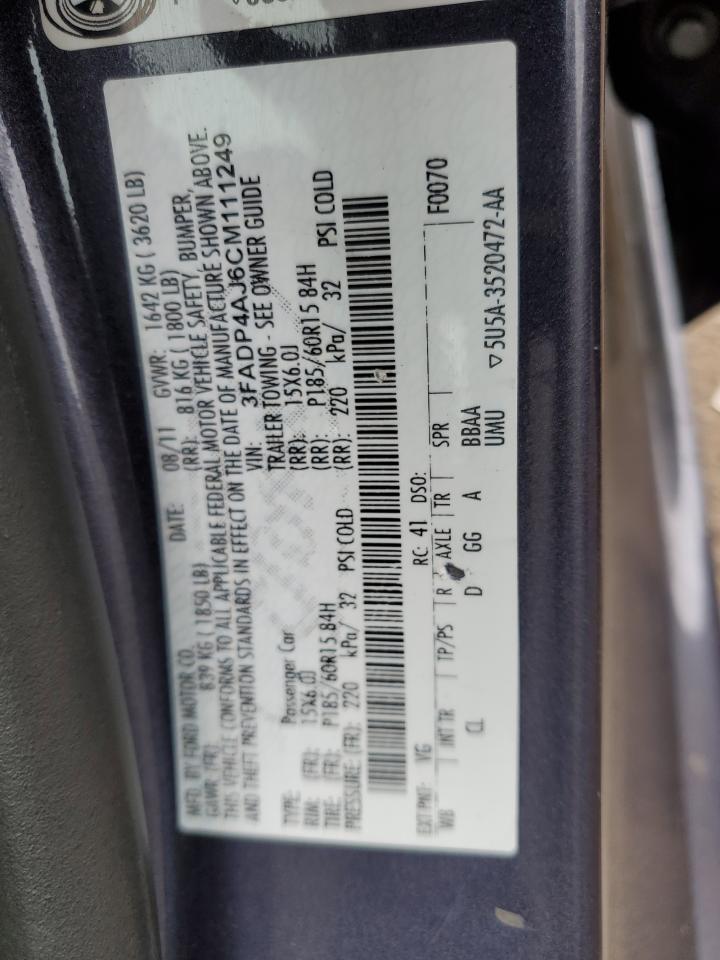 MFD. BY FORD MOTOR CO. DATE: 08/11 GVWR: 1642 KG ( 3620 LB)
GAWR (FR): 839 KG ( 1850 LB) (RR): 816 KG ( 1800 LB)
THIS VEHICLE CONFORMS TO ALL APPLICABLE FEDERAL MOTOR VEHICLE SAFETY, BUMPER,
AND THEFT PREVENTION STANDARDS IN EFFECT ON THE DATE OF MANUFACTURE SHOWN ABOVE.
VIN: 3FADP4AJ6CM111249
TYPE: Passenger Car TRAILER TOWING - SEE OWNER GUIDE
RIM: (FR): 15X6.0J (RR): 15X6.0J
TIRE: (FR): P185/60R15 84H (RR): P185/60R15 84H
PRESSURE (FR): 220 kPa/ 32 PSI COLD (RR): 220 kPa/ 32 PSI COLD
EXT PNT: VG RC: 41 DSO: F0070
WB INT TR TP/PS R AXLE TR SPR
CL D GG A BBAA
UMU
▽5U5A-3520472-AA